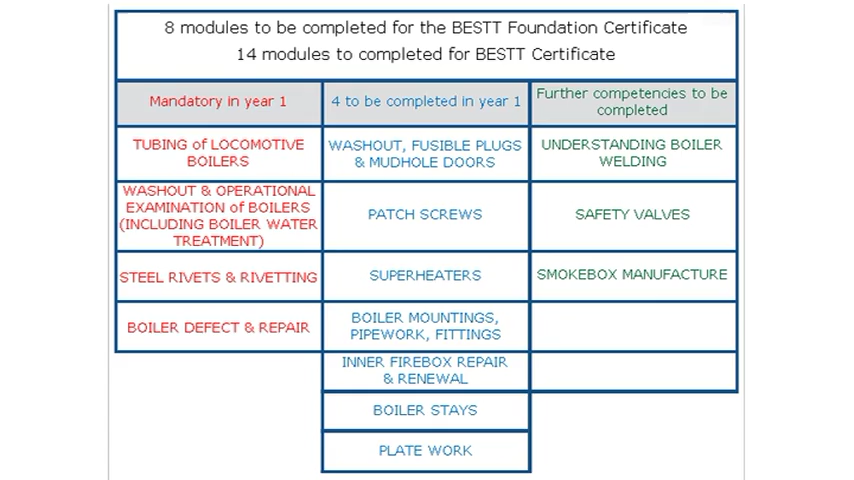 8 modules to be completed for the BESTT Foundation Certificate
14 modules to completed for BESTT Certificate
Mandatory in year 1
4 to be completed in year 1
Further competencies to be
completed
TUBING of LOCOMOTIVE
BOILERS
WASHOUT, FUSIBLE PLUGS
& MUDHOLE DOORS
UNDERSTANDING BOILER
WELDING
WASHOUT & OPERATIONAL
EXAMINATION of BOILERS
(INCLUDING BOILER WATER
TREATMENT)
PATCH SCREWS
SAFETY VALVES
STEEL RIVETS & RIVETTING
SUPERHEATERS
SMOKEBOX MANUFACTURE
BOILER DEFECT & REPAIR
BOILER MOUNTINGS,
PIPEWORK, FITTINGS
INNER FIREBOX REPAIR
& RENEWAL
BOILER STAYS
PLATE WORK